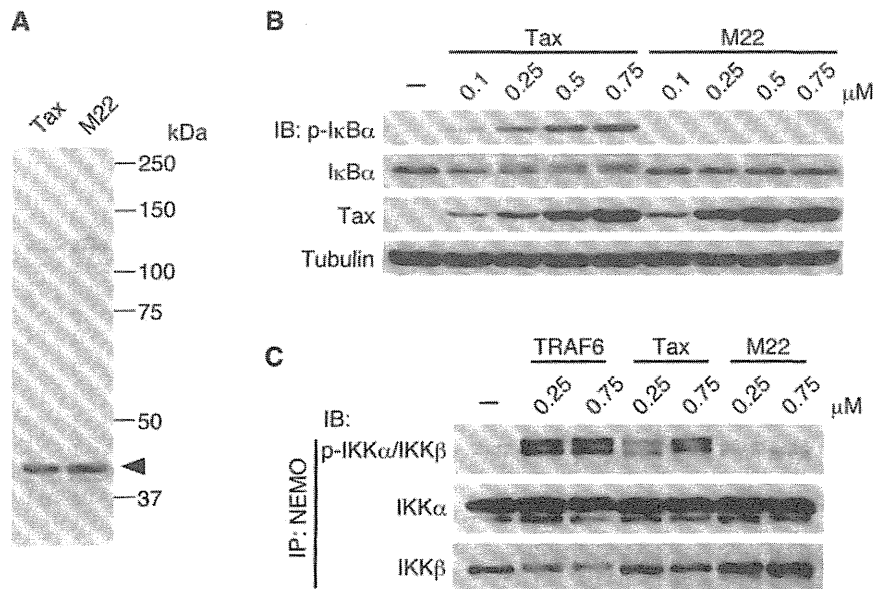 A
Tax M22
kDa
250
150
100
75
50
37
B
Tax M22
– 0.1 0.25 0.5 0.75 0.1 0.25 0.5 0.75 μM
IB: p-IκBα
IκBα
Tax
Tubulin
C
TRAF6 Tax M22
– 0.25 0.75 0.25 0.75 0.25 0.75 μM
IB:
p-IKKα/IKKβ
IP: NEMO
IKKα
IKKβ